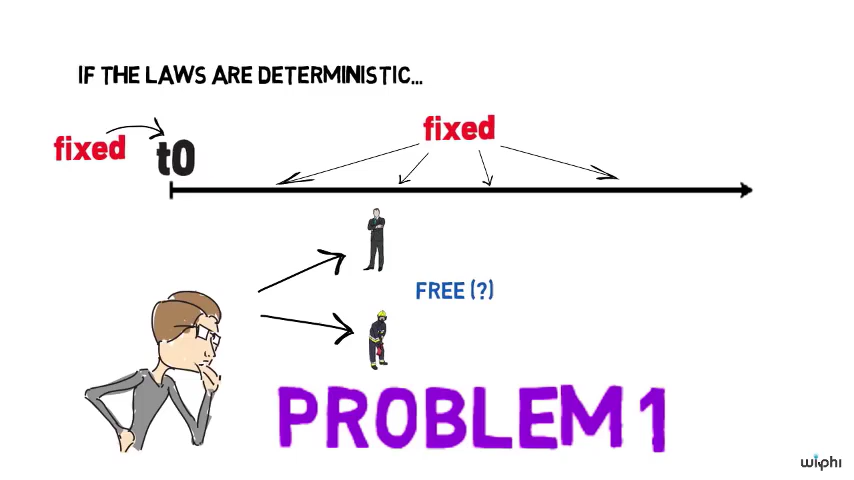 IF THE LAWS ARE DETERMINISTIC...
fixed
fixed
t0
FREE (?)
PROBLEM 1
wiphi